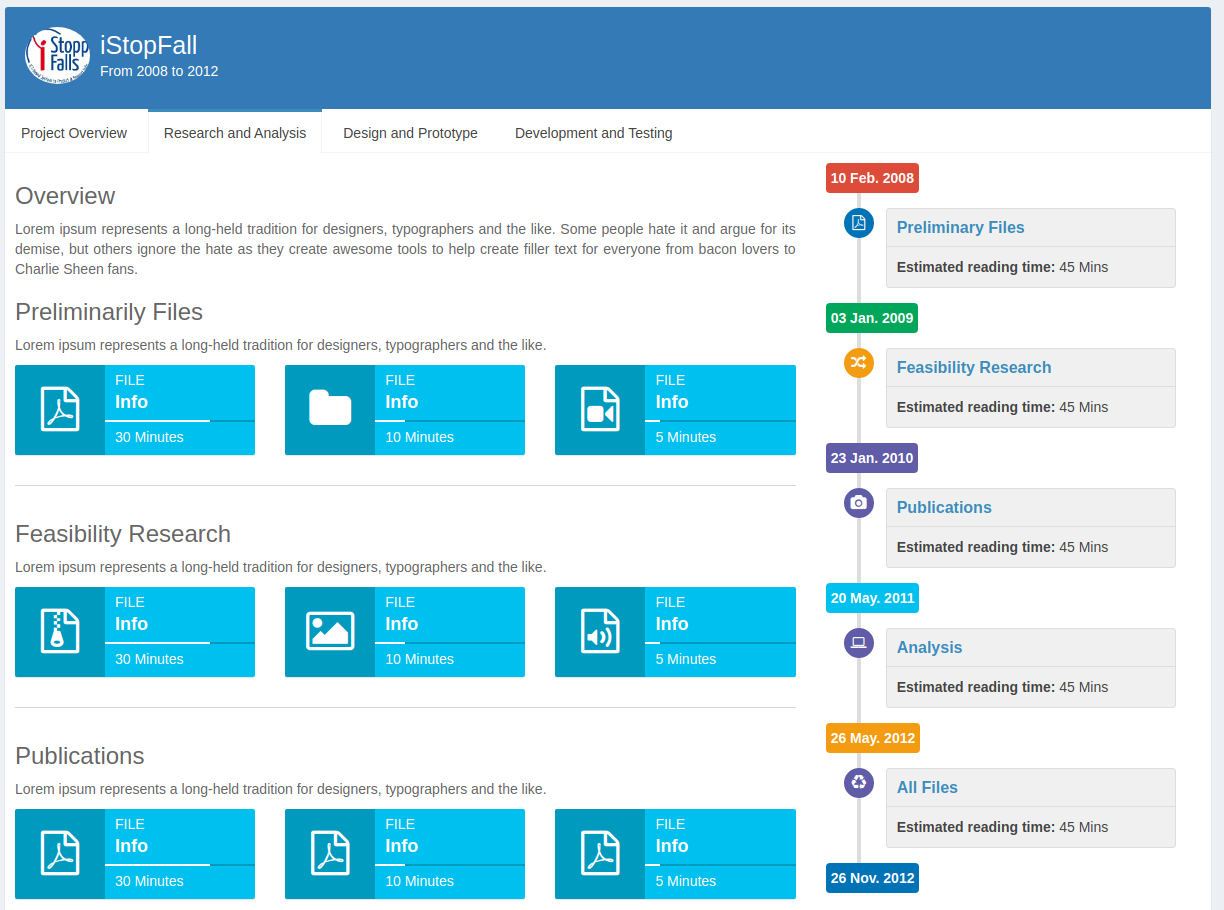 i Stopp Falls
iStopFall
From 2008 to 2012
Project Overview
Research and Analysis
Design and Prototype
Development and Testing
Overview
Lorem ipsum represents a long-held tradition for designers, typographers and the like. Some people hate it and argue for its
demise, but others ignore the hate as they create awesome tools to help create filler text for everyone from bacon lovers to
Charlie Sheen fans.
Preliminarily Files
Lorem ipsum represents a long-held tradition for designers, typographers and the like.
FILE
Info
30 Minutes
FILE
Info
10 Minutes
FILE
Info
5 Minutes
Feasibility Research
Lorem ipsum represents a long-held tradition for designers, typographers and the like.
FILE
Info
30 Minutes
FILE
Info
10 Minutes
FILE
Info
5 Minutes
Publications
Lorem ipsum represents a long-held tradition for designers, typographers and the like.
FILE
Info
30 Minutes
FILE
Info
10 Minutes
FILE
Info
5 Minutes
10 Feb. 2008
Preliminary Files
Estimated reading time: 45 Mins
03 Jan. 2009
Feasibility Research
Estimated reading time: 45 Mins
23 Jan. 2010
Publications
Estimated reading time: 45 Mins
20 May. 2011
Analysis
Estimated reading time: 45 Mins
26 May. 2012
All Files
Estimated reading time: 45 Mins
26 Nov. 2012